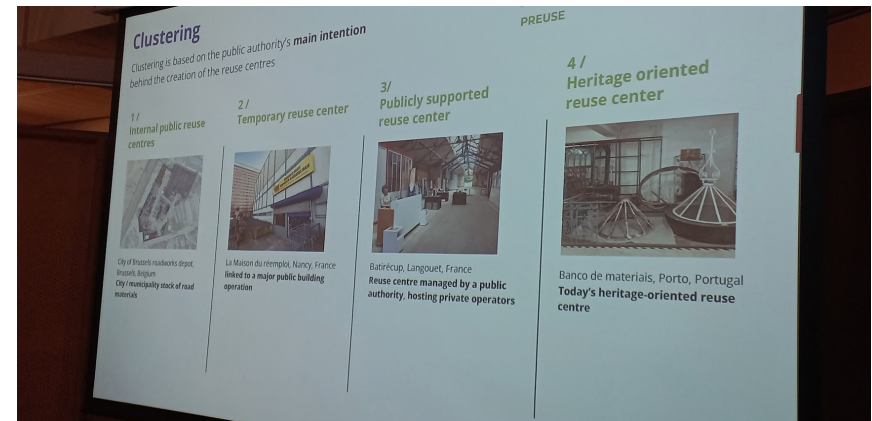 PREUSE
Clustering
Clustering is based on the public authority's main intention
behind the creation of the reuse centres
1 /
Internal public reuse
centres
City of Brussels roadworks depot,
Brussels, Belgium
City / municipality stock of road
materials
2 /
Temporary reuse center
La Maison du réemploi, Nancy, France
linked to a major public building
operation
3/
Publicly supported
reuse center
Batirécup, Langouet, France
Reuse centre managed by a public
authority, hosting private operators
4 /
Heritage oriented
reuse center
Banco de materiais, Porto, Portugal
Today's heritage-oriented reuse
centre